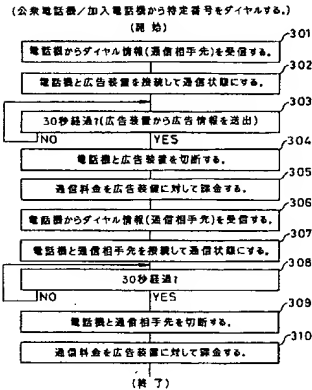 (公衆電話機/加入電話機から特定番号をダイヤルする。)
(開始)
301
電話機からダイヤル情報(通信相手先)を受信する。
302
電話機と広告装置を接続して通信状態にする。
303
30秒経過?(広告装置から広告情報を送出)
NO YES
304
電話機と広告装置を切断する。
305
通信料金を広告装置に対して課金する。
306
電話機からダイヤル情報(通信相手先)を受信する。
307
電話機と通信相手先を接続して通信状態にする。
308
30秒経過?
NO YES
309
電話機と通信相手先を切断する。
310
通信料金を広告装置に対して課金する。
(終了)